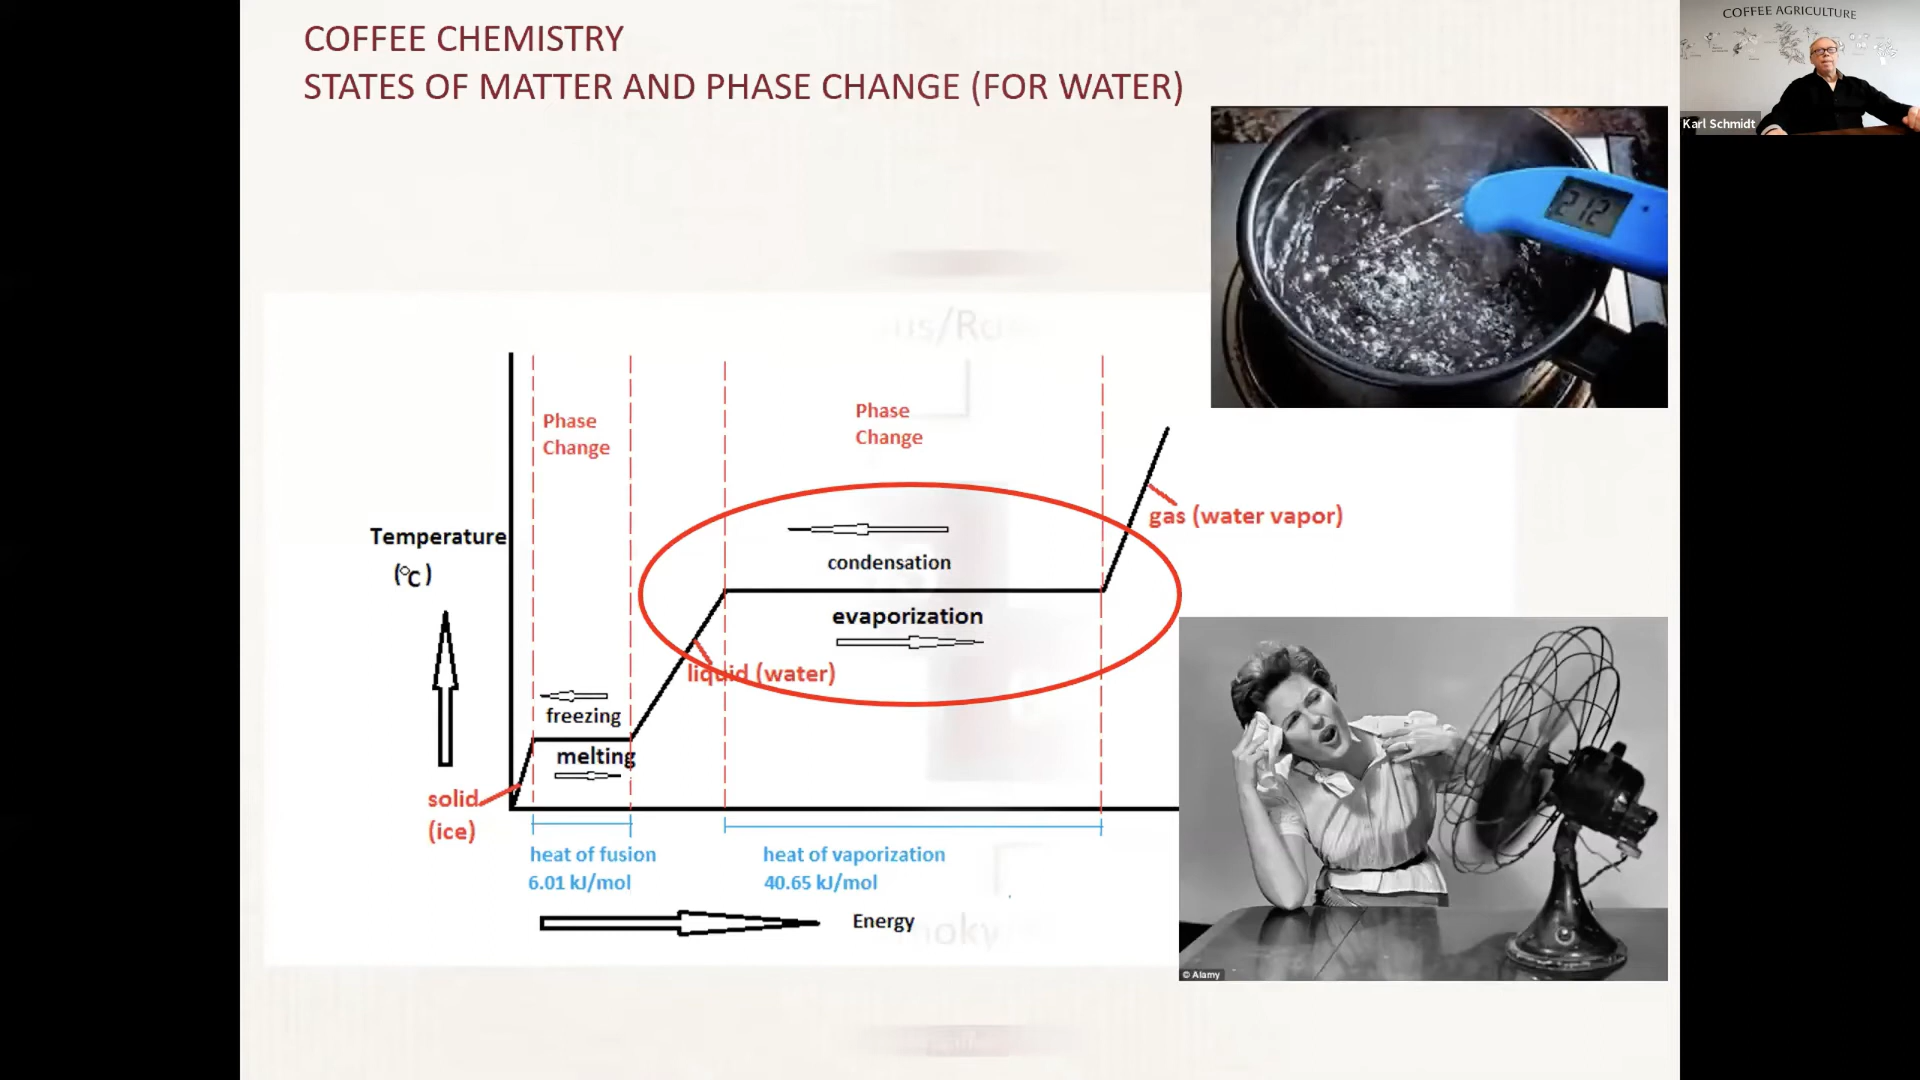 COFFEE CHEMISTRY
STATES OF MATTER AND PHASE CHANGE (FOR WATER)
COFFEE AGRICULTURE
Karl Schmidt
212
Phase
Change
Phase
Change
Temperature
(°C)
gas (water vapor)
condensation
evaporization
liquid (water)
freezing
melting
solid
(ice)
heat of fusion
6.01 kJ/mol
heat of vaporization
40.65 kJ/mol
Energy
© Alamy